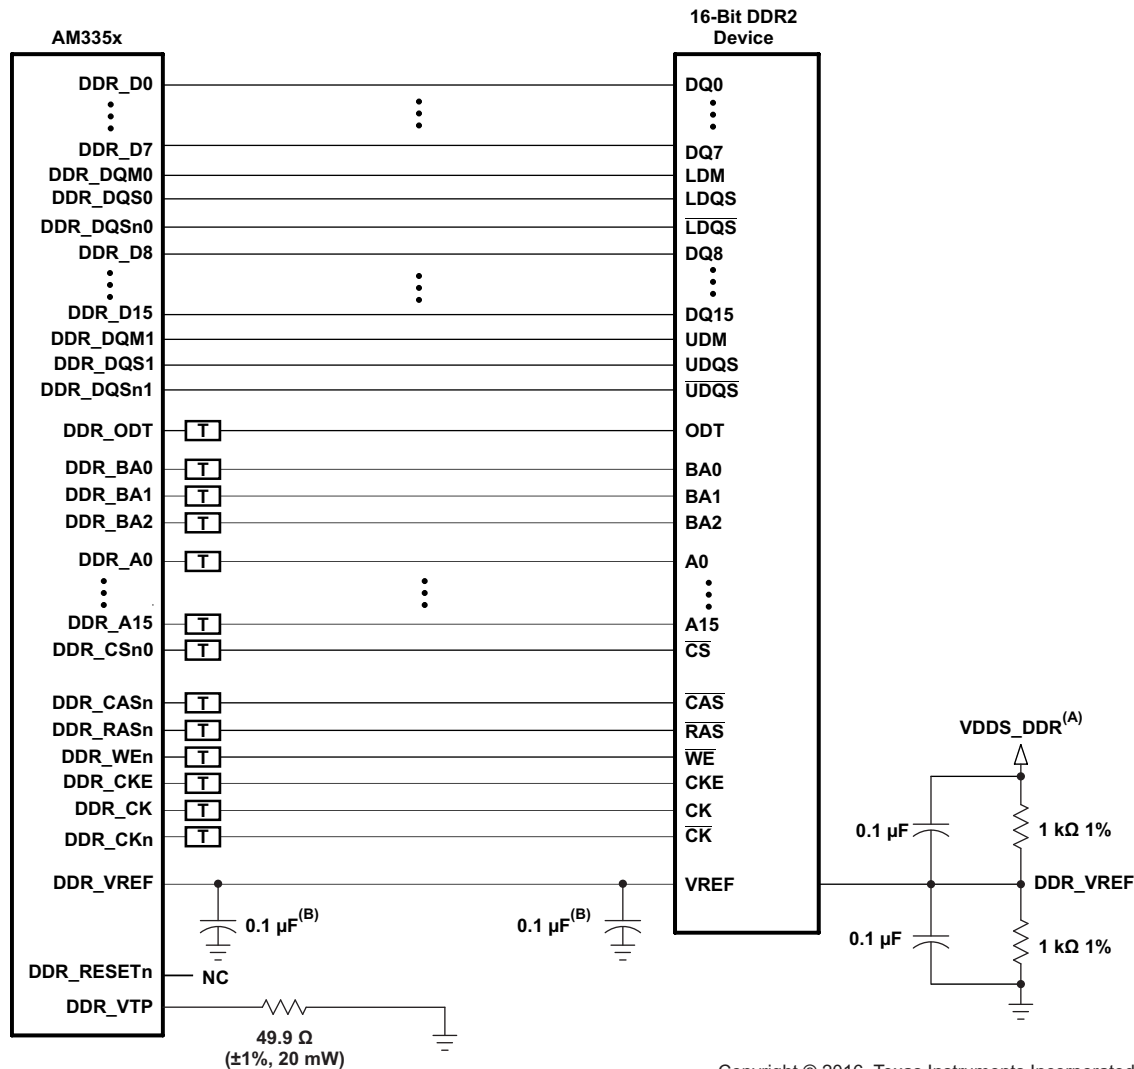 16-Bit DDR2
Device
AM335x
DDR_D0 DQ0
DDR_D7 DQ7
DDR_DQM0 LDM
DDR_DQS0 LDQS
DDR_DQSn0 LDQS
DDR_D8 DQ8
DDR_D15 DQ15
DDR_DQM1 UDM
DDR_DQS1 UDQS
DDR_DQSn1 UDQS
DDR_ODT T ODT
DDR_BA0 T BA0
DDR_BA1 T BA1
DDR_BA2 T BA2
DDR_A0 T A0
DDR_A15 T A15
DDR_CSn0 T CS
DDR_CASn T CAS
DDR_RASn T RAS
DDR_WEn T WE
DDR_CKE T CKE
DDR_CK T CK
DDR_CKn T CK
DDR_VREF VREF
0.1 µF(B) 0.1 µF(B)
DDR_RESETn NC
DDR_VTP
49.9 Ω
(±1%, 20 mW)
VDDS_DDR(A)
0.1 µF 1 kΩ 1%
DDR_VREF
0.1 µF 1 kΩ 1%
Copyright © 2016, Texas Instruments Incorporated